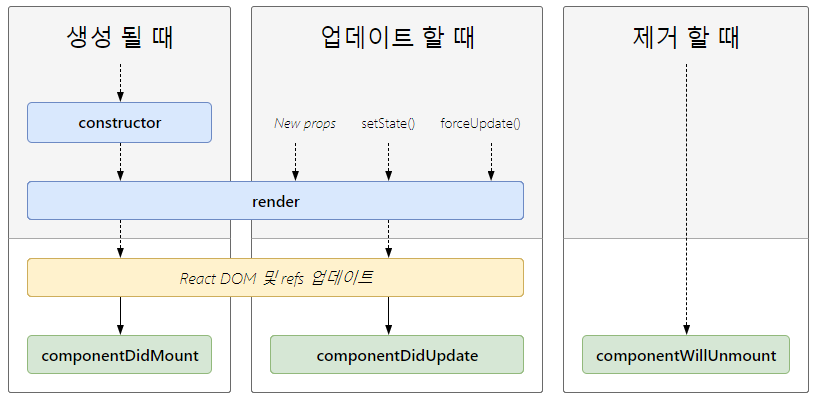 생성 될 때
업데이트 할 때
제거 할 때
constructor
New props
setState()
forceUpdate()
render
React DOM 및 refs 업데이트
componentDidMount
componentDidUpdate
componentWillUnmount